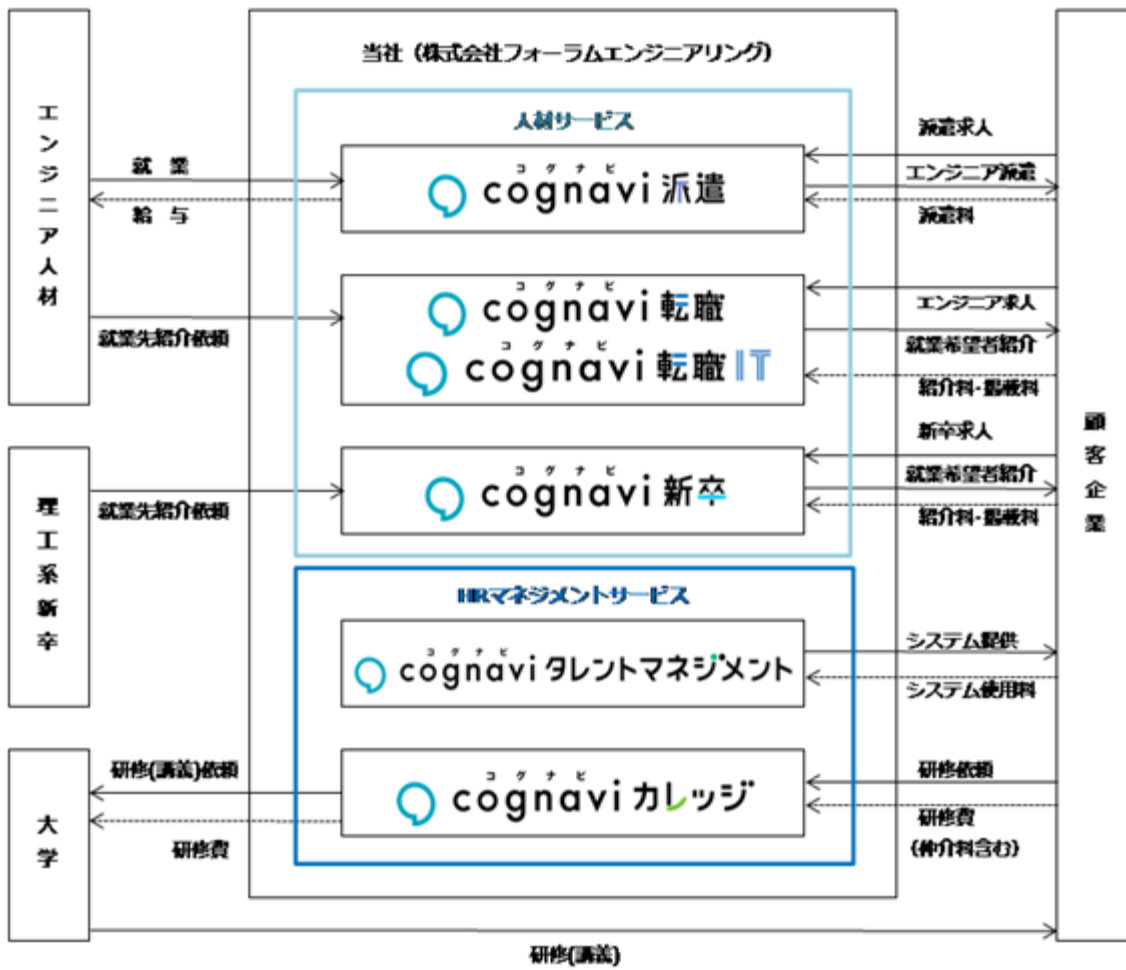 当社（株式会社フォーラムエンジニアリング）
エンジニア人材
人材サービス
就 業
給 与
コグナビ
cognavi 派遣
派遣求人
エンジニア派遣
派遣料
就業先紹介依頼
コグナビ
cognavi 転職
コグナビ
cognavi 転職IT
エンジニア求人
就業希望者紹介
紹介料・掲載料
理工系新卒
就業先紹介依頼
コグナビ
cognavi 新卒
新卒求人
就業希望者紹介
紹介料・掲載料
顧客企業
HRマネジメントサービス
コグナビ
cognavi タレントマネジメント
システム提供
システム使用料
大学
研修(講義)依頼
研修費
コグナビ
cognavi カレッジ
研修依頼
研修費
(仲介料含む)
研修(講義)